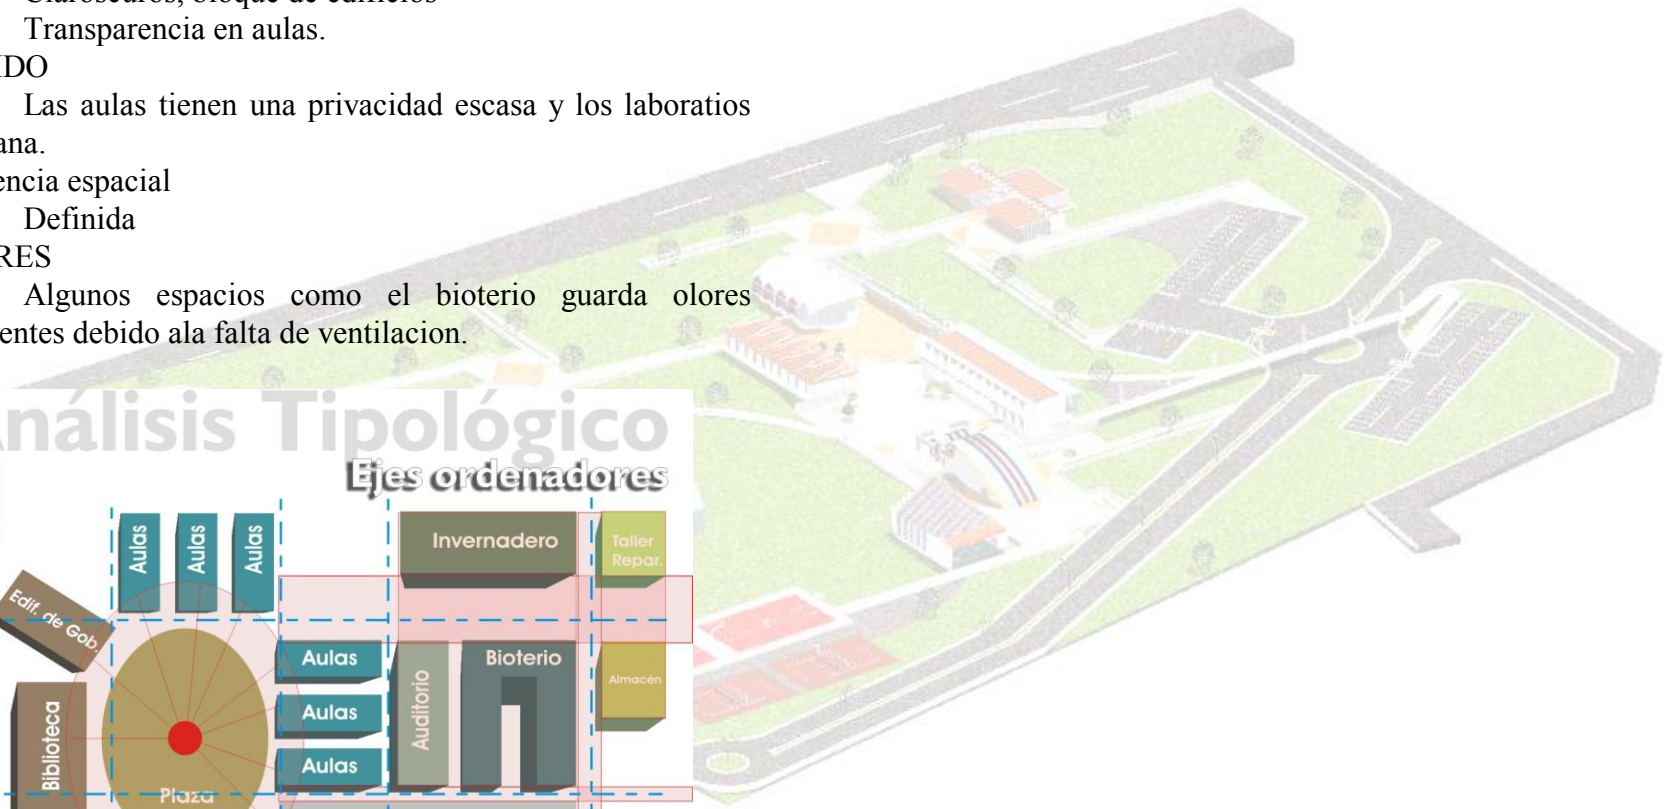 Claroscuros, bloque de edificios
Transparencia en aulas.
IDO
Las aulas tienen una privacidad escasa y los laboratios
ana.
encia espacial
Definida
RES
Algunos espacios como el bioterio guarda olores
entes debido ala falta de ventilacion.
nálisis Tipológico
Ejes ordenadores
Aulas
Aulas
Aulas
Invernadero
Taller
Repar.
Edif. de Gob.
Aulas
Auditorio
Bioterio
Almacén
Aulas
Biblioteca
Aulas
Plaza